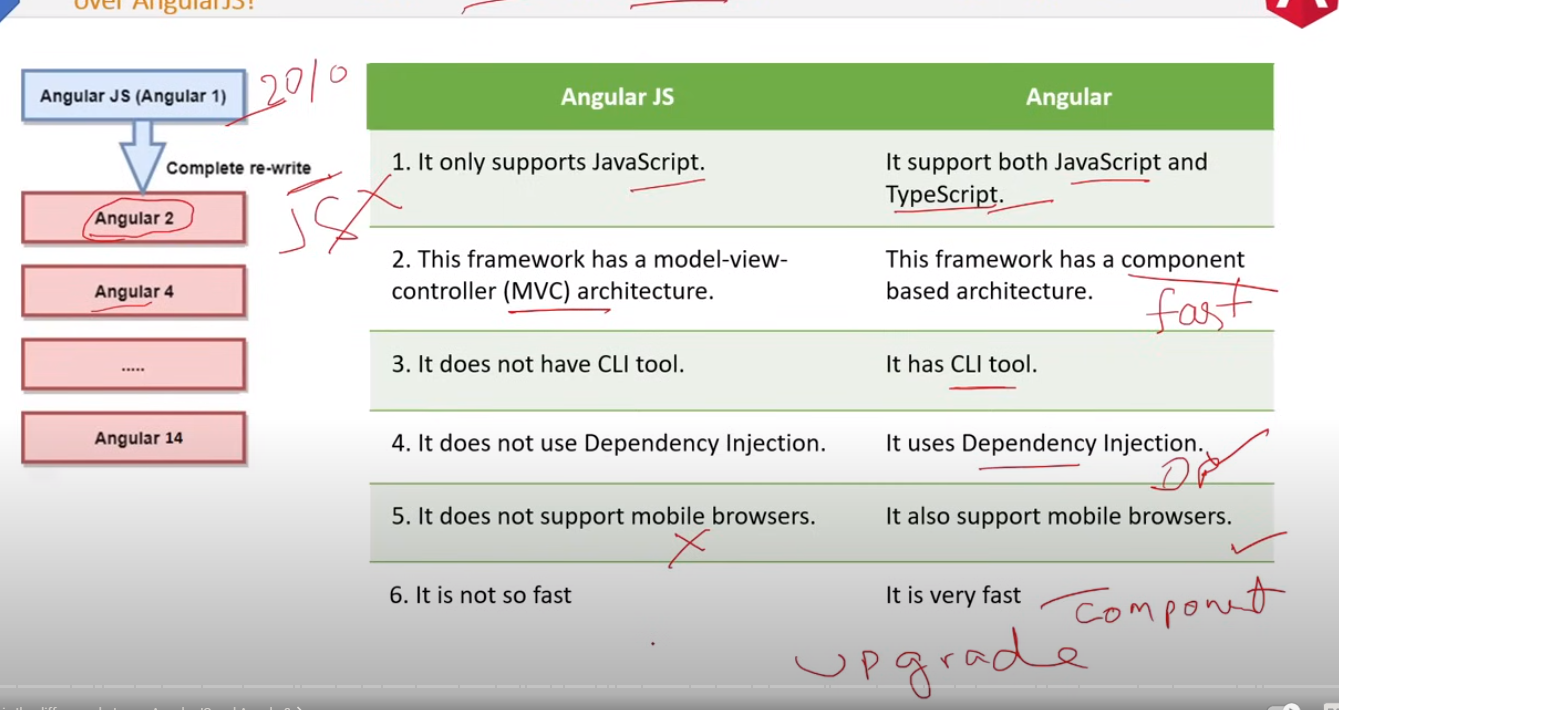 over AngularJS?
Angular JS (Angular 1)
2010
Complete re-write
JS
Angular 2
Angular 4
.....
Angular 14
Angular JS
Angular
1. It only supports JavaScript.
It support both JavaScript and
TypeScript.
2. This framework has a model-view-
controller (MVC) architecture.
This framework has a component
based architecture.
fast
3. It does not have CLI tool.
It has CLI tool.
4. It does not use Dependency Injection.
It uses Dependency Injection.
5. It does not support mobile browsers.
It also support mobile browsers.
6. It is not so fast
It is very fast
component
upgrade